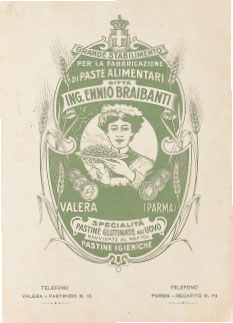 GRANDE STABILIMENTO
PER LA FABBRICAZIONE
DI PASTE ALIMENTARI
DITTA
ING. ENNIO BRAIBANTI
VALERA (PARMA)
SPECIALITÀ
PASTINE GLUTINATE ALL'UOVO
PASTINE IGIENICHE
TELEFONO
VALERA - PASTIFICIO N. 13
TELEFONO
PARMA - RECAPITO N. 74